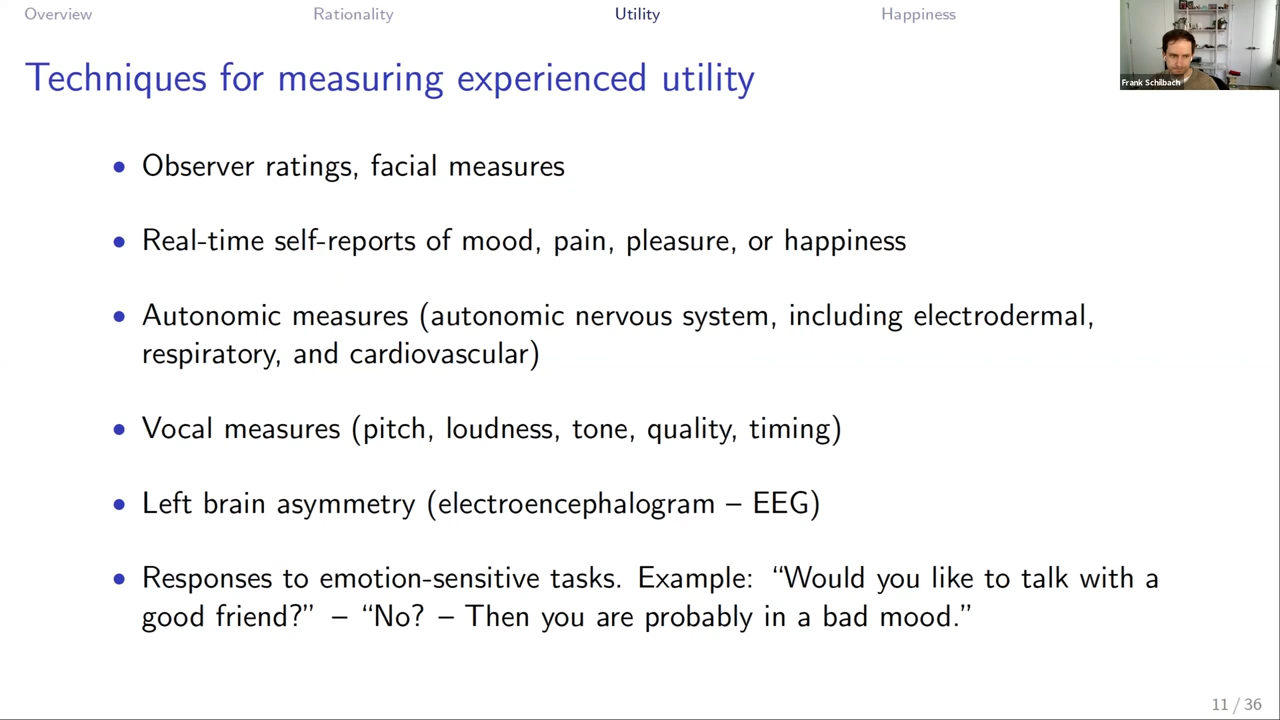 Overview Rationality Utility Happiness
Frank Schilbach
Techniques for measuring experienced utility
• Observer ratings, facial measures
• Real-time self-reports of mood, pain, pleasure, or happiness
• Autonomic measures (autonomic nervous system, including electrodermal,
respiratory, and cardiovascular)
• Vocal measures (pitch, loudness, tone, quality, timing)
• Left brain asymmetry (electroencephalogram – EEG)
• Responses to emotion-sensitive tasks. Example: “Would you like to talk with a
good friend?” – “No? – Then you are probably in a bad mood.”
11 / 36